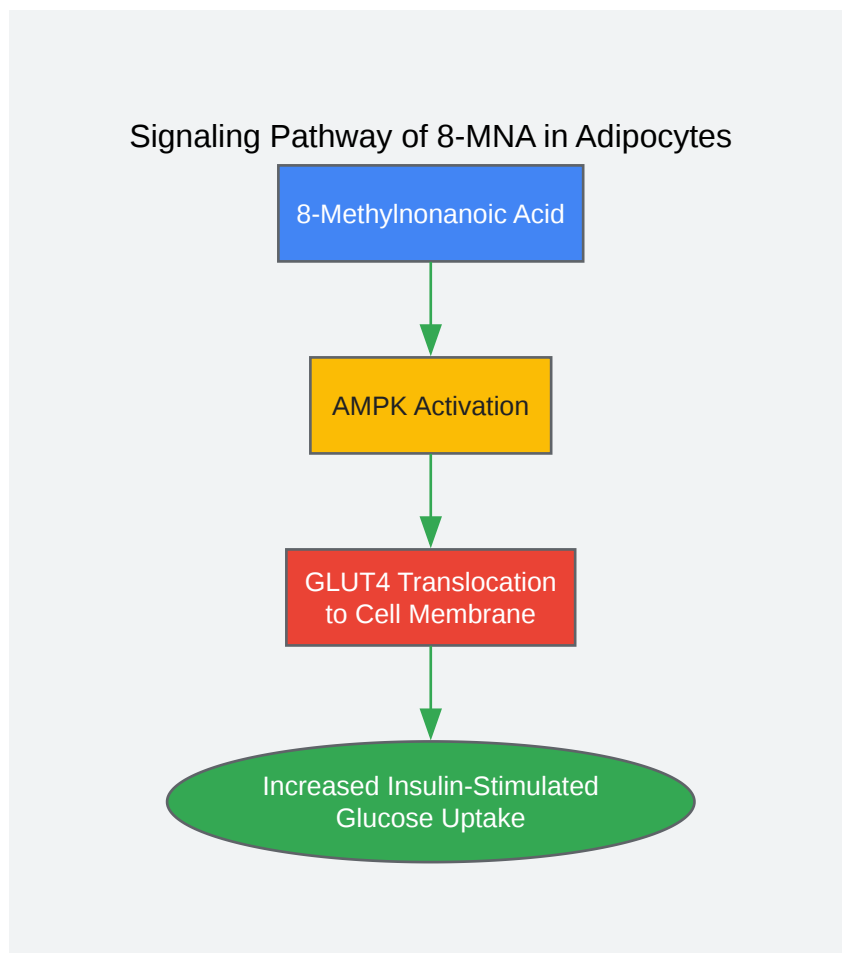 Signaling Pathway of 8-MNA in Adipocytes
8-Methylnonanoic Acid
AMPK Activation
GLUT4 Translocation
to Cell Membrane
Increased Insulin-Stimulated
Glucose Uptake